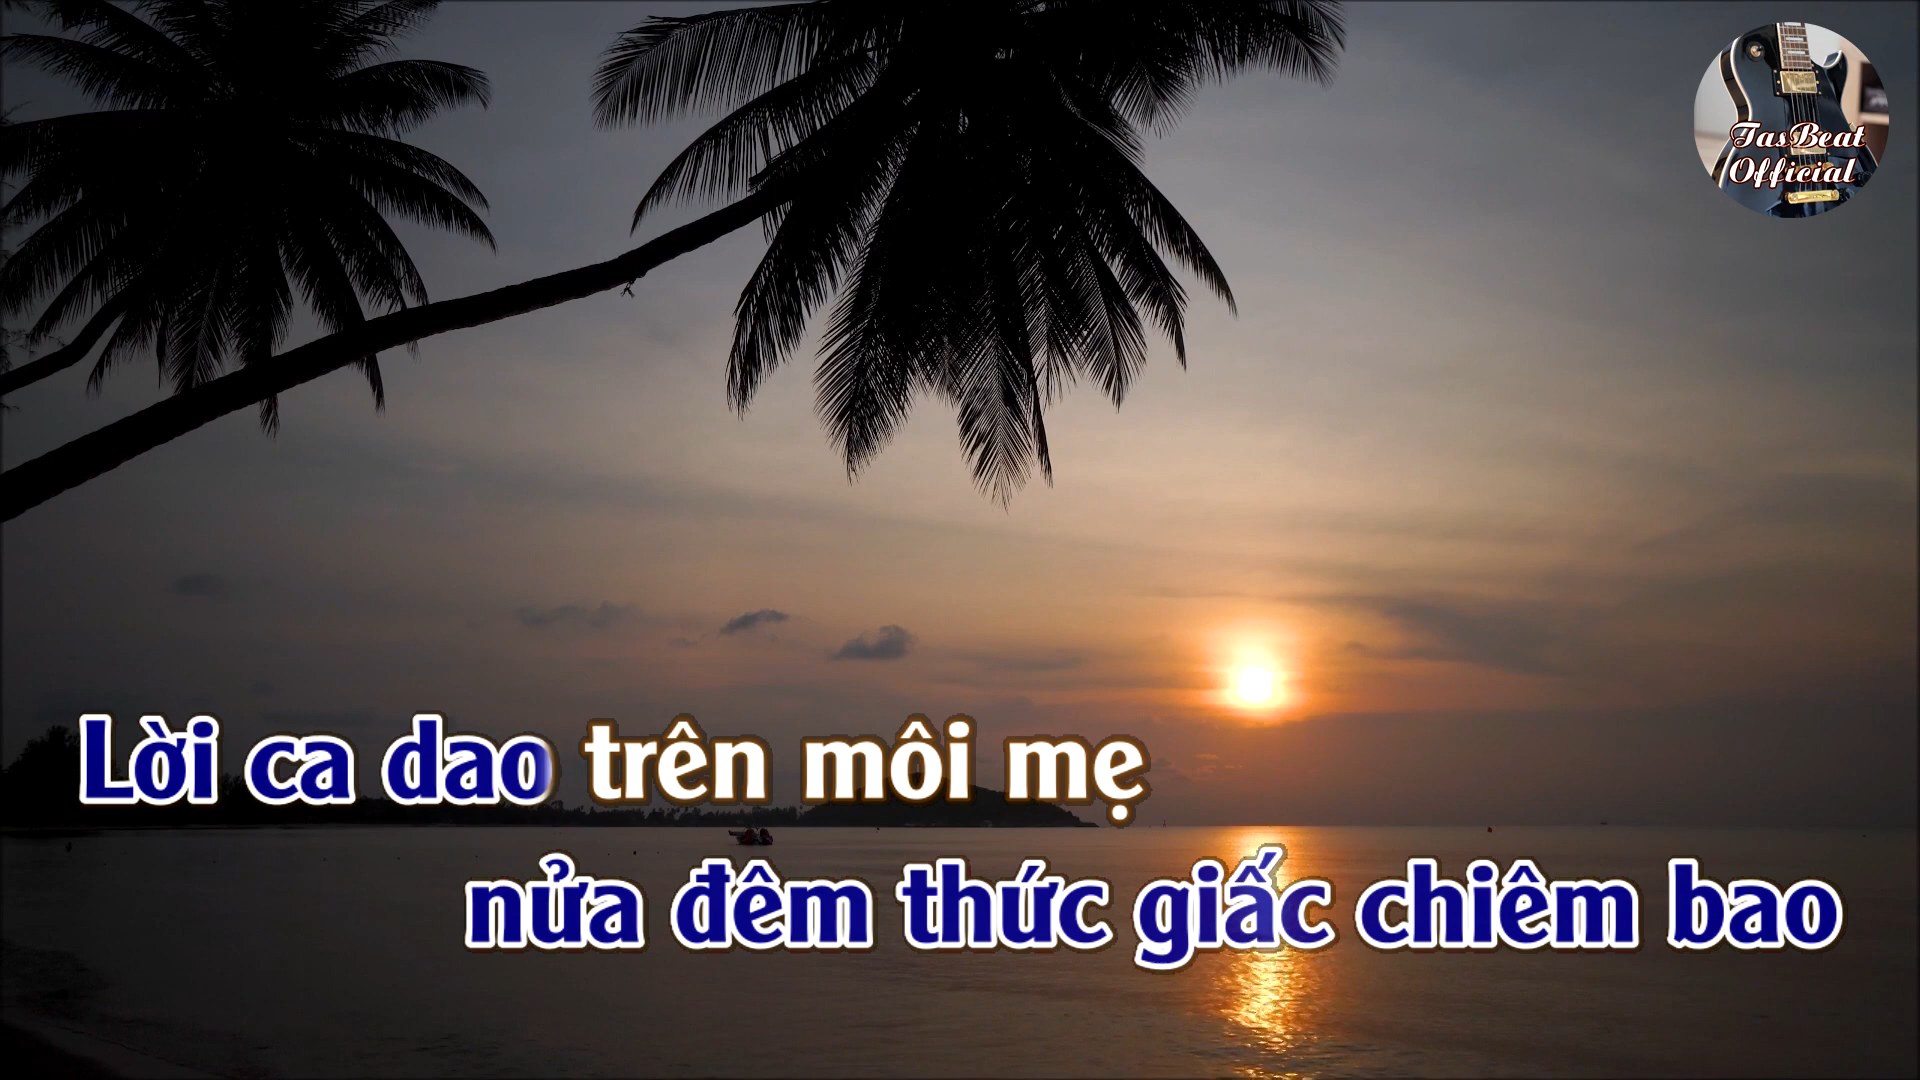 TasBeat
Official
Lời ca dao trên môi mẹ
nửa đêm thức giấc chiêm bao